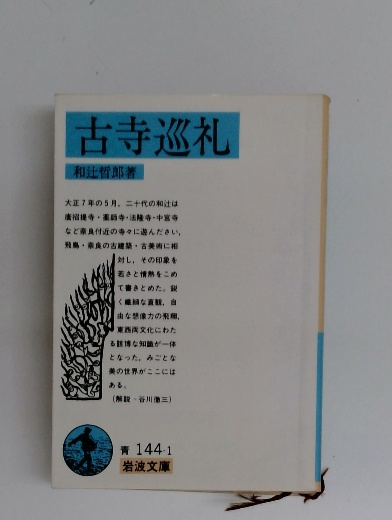 古寺巡礼
和辻哲郎著
大正7年の5月，二十代の和辻は
唐招提寺・薬師寺・法隆寺・中宮寺
など奈良付近の寺々に遊んださい，
飛鳥・奈良の古建築・古美術に相
対し，その印象を
若さと情熱をこめ
て書きとめた．鋭
く繊細な直観，自
由な想像力の飛翔，
東西両文化にわた
る該博な知識が一体
となった，みごとな
美の世界がここには
ある．
（解説・谷川徹三）
青 144-1
岩波文庫